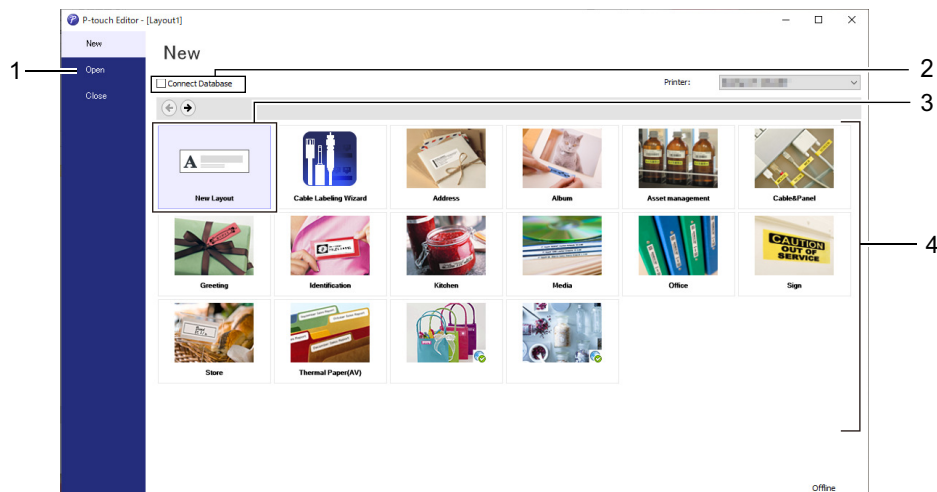 P-touch Editor - [Layout1]
New
Open
Close
New
Connect Database
Printer:
A
New Layout
Cable Labeling Wizard
Address
Album
Asset management
Cable&Panel
Greeting
Identification
Kitchen
Media
Office
CAUTION
OUT OF
SERVICE
Sign
Store
Thermal Paper(AV)
Offline
1
2
3
4